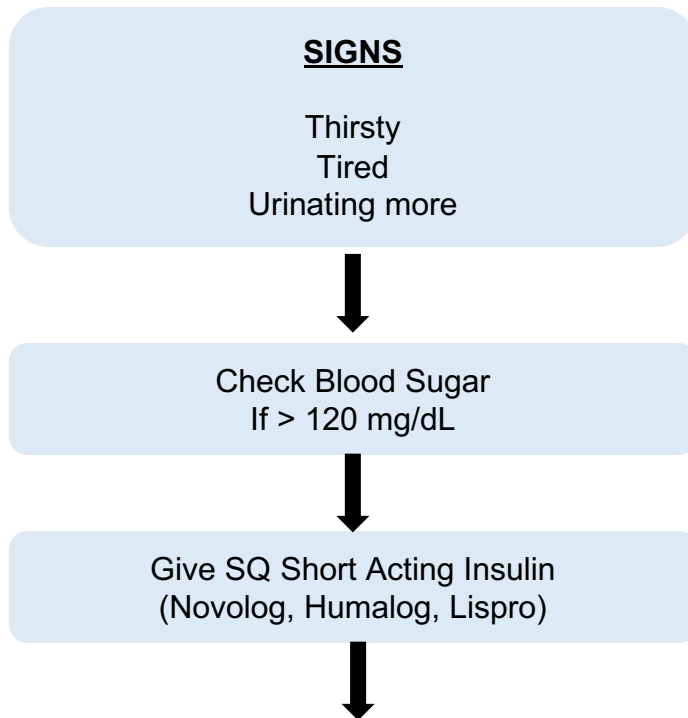 SIGNS
Thirsty
Tired
Urinating more
Check Blood Sugar
If > 120 mg/dL
Give SQ Short Acting Insulin
(Novolog, Humalog, Lispro)